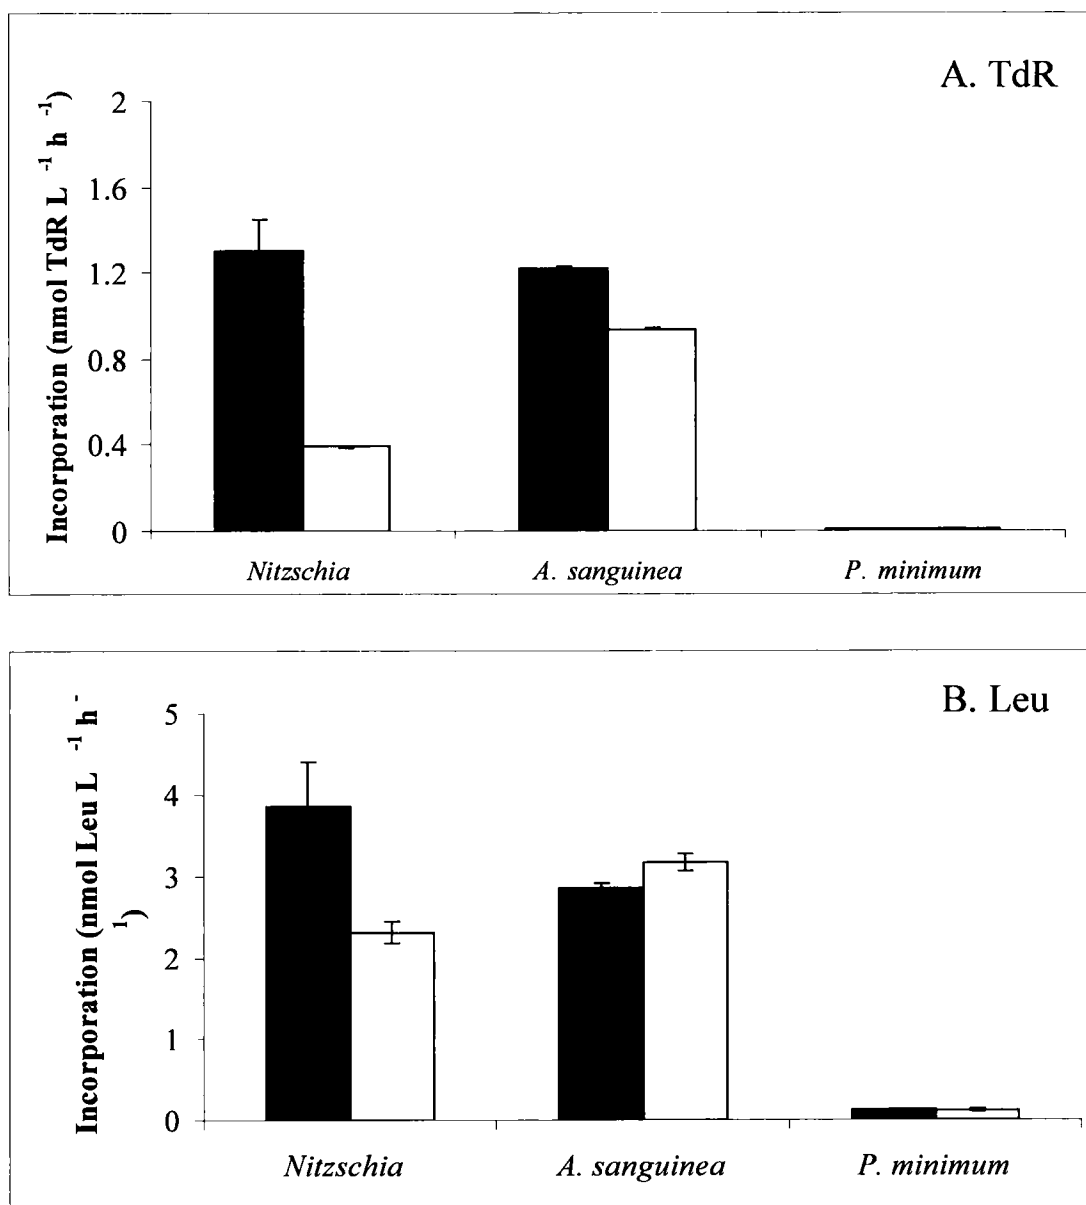 A. TdR
Incorporation (nmol TdR L ⁻¹ h ⁻¹)
2
1.6
1.2
0.8
0.4
0
Nitzschia A. sanguinea P. minimum
B. Leu
Incorporation (nmol Leu L ⁻¹ h ⁻
¹)
5
4
3
2
1
0
Nitzschia A. sanguinea P. minimum